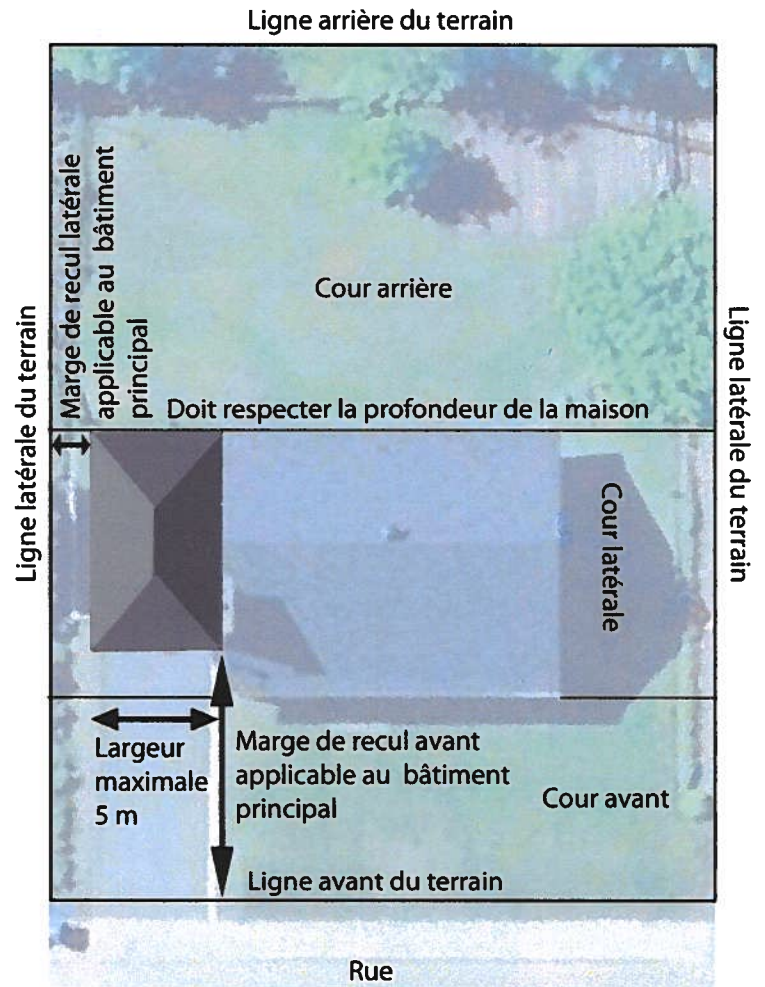 Ligne arrière du terrain
Marge de recul latérale
applicable au bâtiment
principal
Cour arrière
Ligne latérale du terrain
Ligne latérale du terrain
Doit respecter la profondeur de la maison
Cour latérale
Largeur
maximale
5 m
Marge de recul avant
applicable au bâtiment
principal
Cour avant
Ligne avant du terrain
Rue